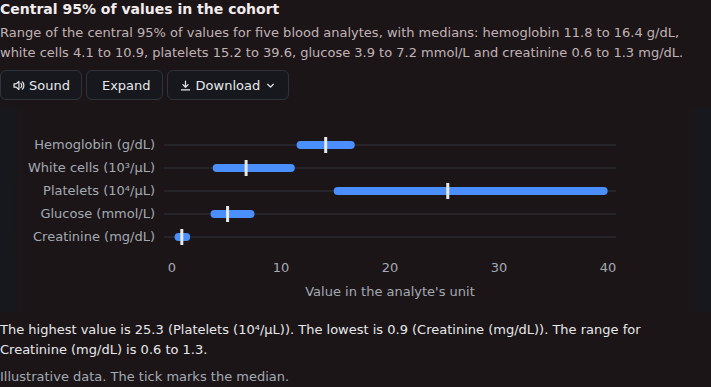 Central 95% of values in the cohort
Range of the central 95% of values for five blood analytes, with medians: hemoglobin 11.8 to 16.4 g/dL,
white cells 4.1 to 10.9, platelets 15.2 to 39.6, glucose 3.9 to 7.2 mmol/L and creatinine 0.6 to 1.3 mg/dL.
Sound Expand Download
Hemoglobin (g/dL)
White cells (10³/µL)
Platelets (10⁴/µL)
Glucose (mmol/L)
Creatinine (mg/dL)
0 10 20 30 40
Value in the analyte's unit
The highest value is 25.3 (Platelets (10⁴/µL)). The lowest is 0.9 (Creatinine (mg/dL)). The range for
Creatinine (mg/dL) is 0.6 to 1.3.
Illustrative data. The tick marks the median.